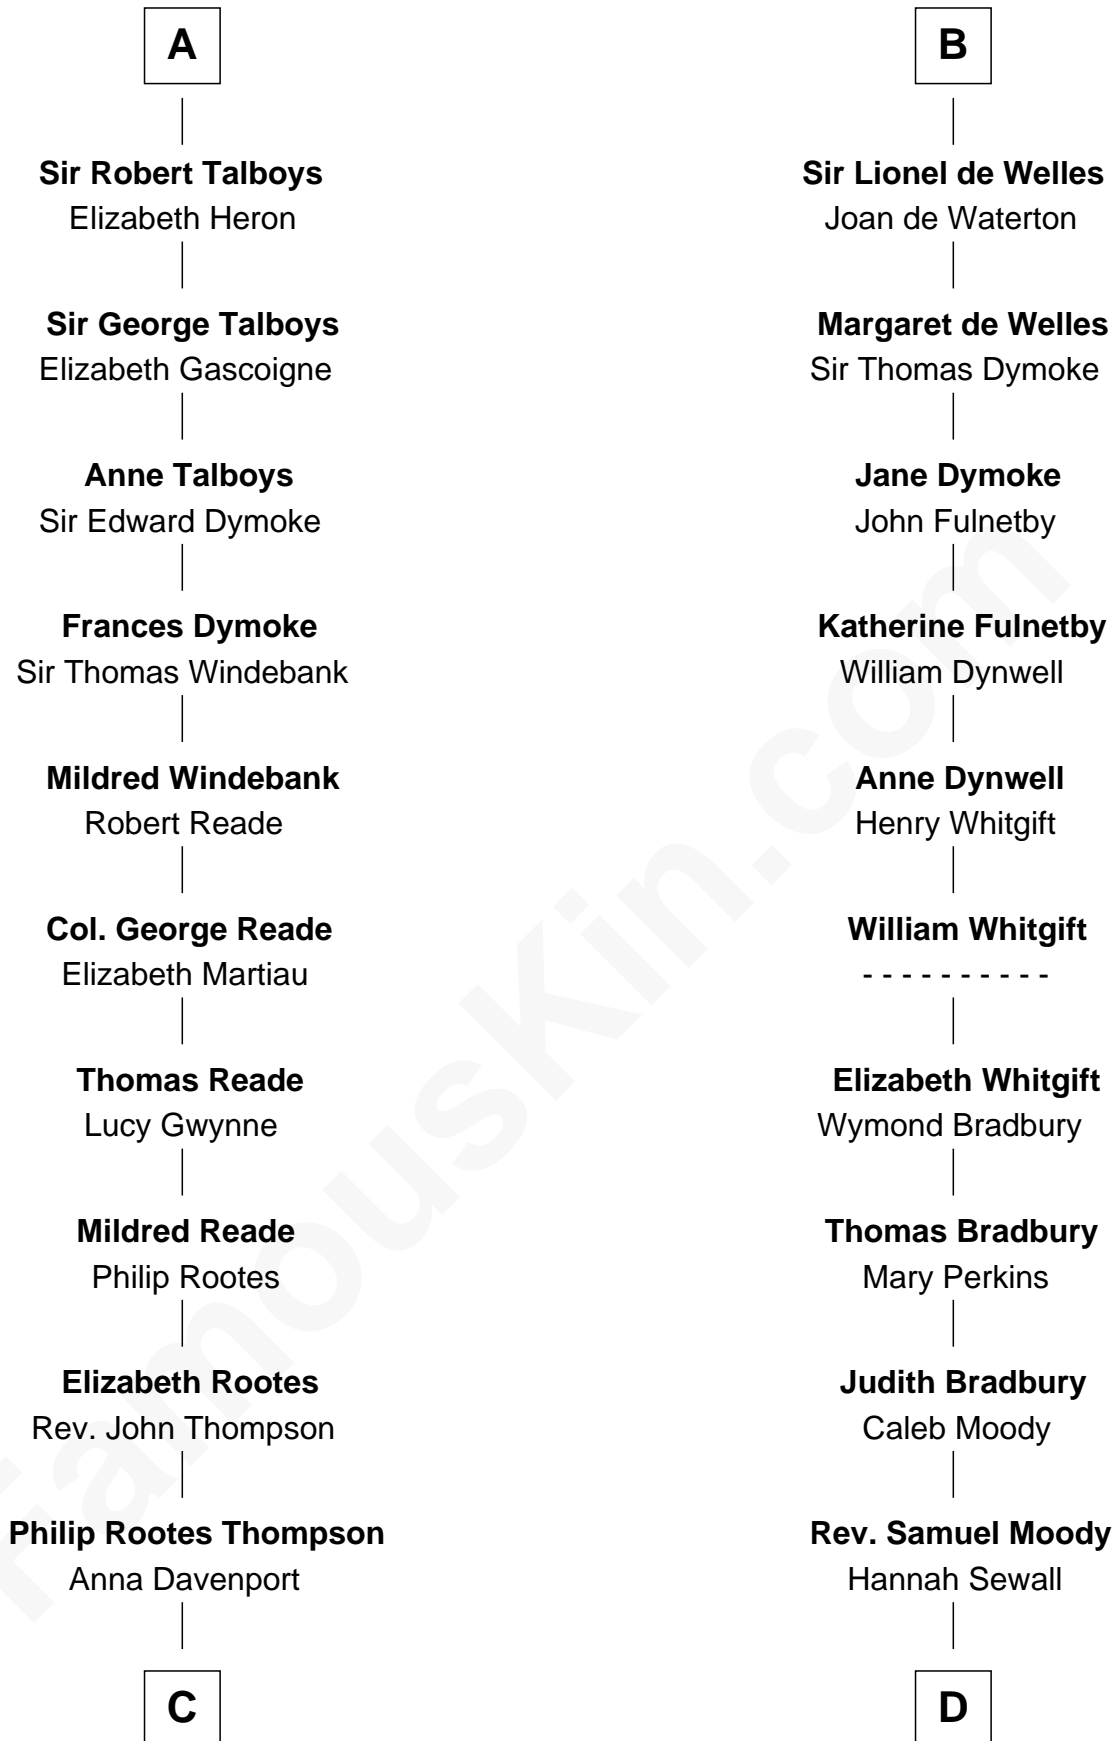 A
Sir Robert Talboys
Elizabeth Heron
Sir George Talboys
Elizabeth Gascoigne
Anne Talboys
Sir Edward Dymoke
Frances Dymoke
Sir Thomas Windebank
Mildred Windebank
Robert Reade
Col. George Reade
Elizabeth Martiau
Thomas Reade
Lucy Gwynne
Mildred Reade
Philip Rootes
Elizabeth Rootes
Rev. John Thompson
Philip Rootes Thompson
Anna Davenport
C
B
Sir Lionel de Welles
Joan de Waterton
Margaret de Welles
Sir Thomas Dymoke
Jane Dymoke
John Fulnetby
Katherine Fulnetby
William Dynwell
Anne Dynwell
Henry Whitgift
William Whitgift
- - - - - - - - - -
Elizabeth Whitgift
Wymond Bradbury
Thomas Bradbury
Mary Perkins
Judith Bradbury
Caleb Moody
Rev. Samuel Moody
Hannah Sewall
D
FamousKin.com